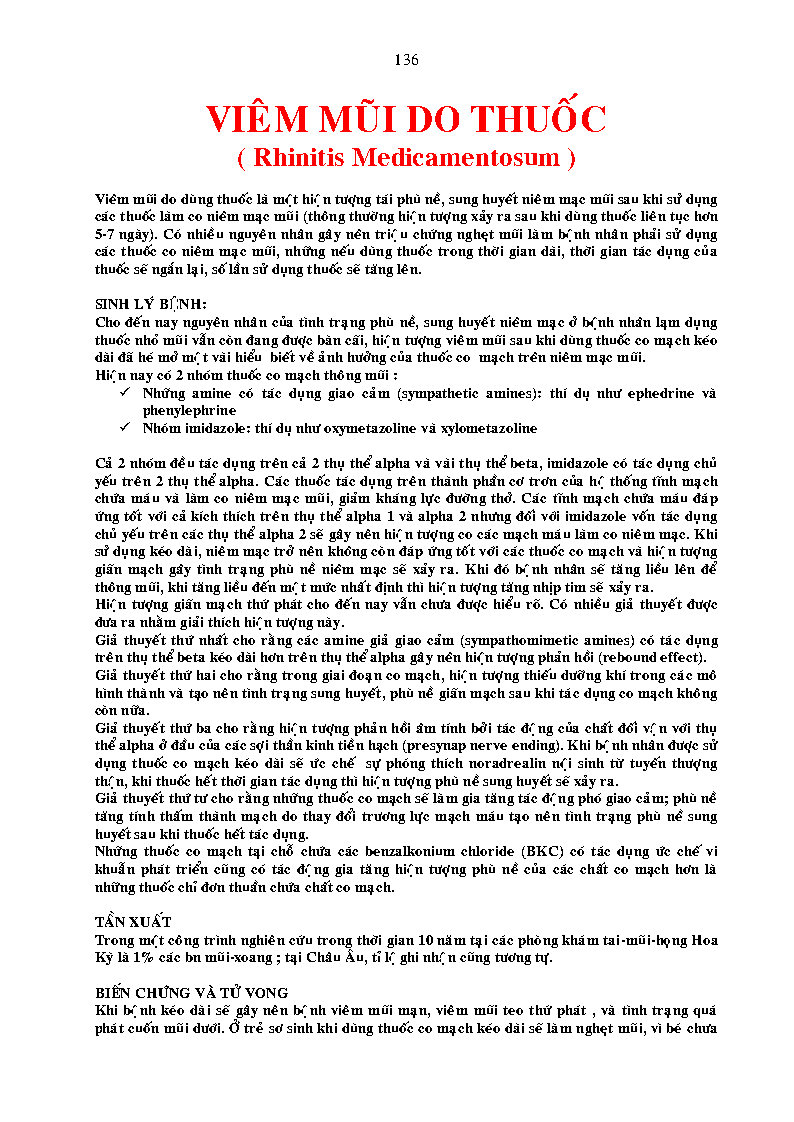 136
VIÊM MŨI DO THUỐC
( Rhinitis Medicamentosum )
Viêm mũi do dùng thuốc là một hiện tượng tái phù nề, sung huyết niêm mạc mũi sau khi sử dụng
các thuốc làm co niêm mạc mũi (thông thường hiện tượng xảy ra sau khi dùng thuốc liên tục hơn
5-7 ngày). Có nhiều nguyên nhân gây nên triệu chứng nghẹt mũi làm bệnh nhân phải sử dụng
các thuốc co niêm mạc mũi, những nếu dùng thuốc trong thời gian dài, thời gian tác dụng của
thuốc sẽ ngắn lại, số lần sử dụng thuốc sẽ tăng lên.
SINH LÝ BỆNH:
Cho đến nay nguyên nhân của tình trạng phù nề, sung huyết niêm mạc ở bệnh nhân lạm dụng
thuốc nhỏ mũi vẫn còn đang được bàn cãi, hiện tượng viêm mũi sau khi dùng thuốc co mạch kéo
dài đã hé mở một vài hiểu biết về ảnh hưởng của thuốc co mạch trên niêm mạc mũi.
Hiện nay có 2 nhóm thuốc co mạch thông mũi :
✓ Những amine có tác dụng giao cảm (sympathetic amines): thí dụ như ephedrine và
phenylephrine
✓ Nhóm imidazole: thí dụ như oxymetazoline và xylometazoline
Cả 2 nhóm đều tác dụng trên cả 2 thụ thể alpha và vài thụ thể beta, imidazole có tác dụng chủ
yếu trên 2 thụ thể alpha. Các thuốc tác dụng trên thành phần cơ trơn của hệ thống tĩnh mạch
chứa máu và làm co niêm mạc mũi, giảm kháng lực đường thở. Các tĩnh mạch chứa máu đáp
ứng tốt với cả kích thích trên thụ thể alpha 1 và alpha 2 nhưng đối với imidazole vốn tác dụng
chủ yếu trên các thụ thể alpha 2 sẽ gây nên hiện tượng co các mạch máu làm co niêm mạc. Khi
sử dụng kéo dài, niêm mạc trở nên không còn đáp ứng tốt với các thuốc co mạch và hiện tượng
giãn mạch gây tình trạng phù nề niêm mạc sẽ xảy ra. Khi đó bệnh nhân sẽ tăng liều lên để
thông mũi, khi tăng liều đến một mức nhất định thì hiện tượng tăng nhịp tim sẽ xảy ra.
Hiện tượng giãn mạch thứ phát cho đến nay vẫn chưa được hiểu rõ. Có nhiều giả thuyết được
đưa ra nhằm giải thích hiện tượng này.
Giả thuyết thứ nhất cho rằng các amine giả giao cảm (sympathomimetic amines) có tác dụng
trên thụ thể beta kéo dài hơn trên thụ thể alpha gây nên hiện tượng phản hồi (rebound effect).
Giả thuyết thứ hai cho rằng trong giai đoạn co mạch, hiện tượng thiếu dưỡng khí trong các mô
hình thành và tạo nên tình trạng sung huyết, phù nề giãn mạch sau khi tác dụng co mạch không
còn nữa.
Giả thuyết thứ ba cho rằng hiện tượng phản hồi âm tính bởi tác động của chất đối vận với thụ
thể alpha ở đầu của các sợi thần kinh tiền hạch (presynap nerve ending). Khi bệnh nhân được sử
dụng thuốc co mạch kéo dài sẽ ức chế sự phóng thích noradrealin nội sinh từ tuyến thượng
thận, khi thuốc hết thời gian tác dụng thì hiện tượng phù nề sung huyết sẽ xảy ra.
Giả thuyết thứ tư cho rằng những thuốc co mạch sẽ làm gia tăng tác động phó giao cảm; phù nề
tăng tính thấm thành mạch do thay đổi trương lực mạch máu tạo nên tình trạng phù nề sung
huyết sau khi thuốc hết tác dụng.
Những thuốc co mạch tại chỗ chứa các benzalkonium chloride (BKC) có tác dụng ức chế vi
khuẩn phát triển cũng có tác động gia tăng hiện tượng phù nề của các chất co mạch hơn là
những thuốc chỉ đơn thuần chứa chất co mạch.
TẦN XUẤT
Trong một công trình nghiên cứu trong thời gian 10 năm tại các phòng khám tai-mũi-họng Hoa
Kỳ là 1% các bn mũi-xoang ; tại Châu Âu, tỉ lệ ghi nhận cũng tương tự.
BIẾN CHỨNG VÀ TỬ VONG
Khi bệnh kéo dài sẽ gây nên bệnh viêm mũi mạn, viêm mũi teo thứ phát , và tình trạng quá
phát cuốn mũi dưới. Ở trẻ sơ sinh khi dùng thuốc co mạch kéo dài sẽ làm nghẹt mũi, vì bé chưa